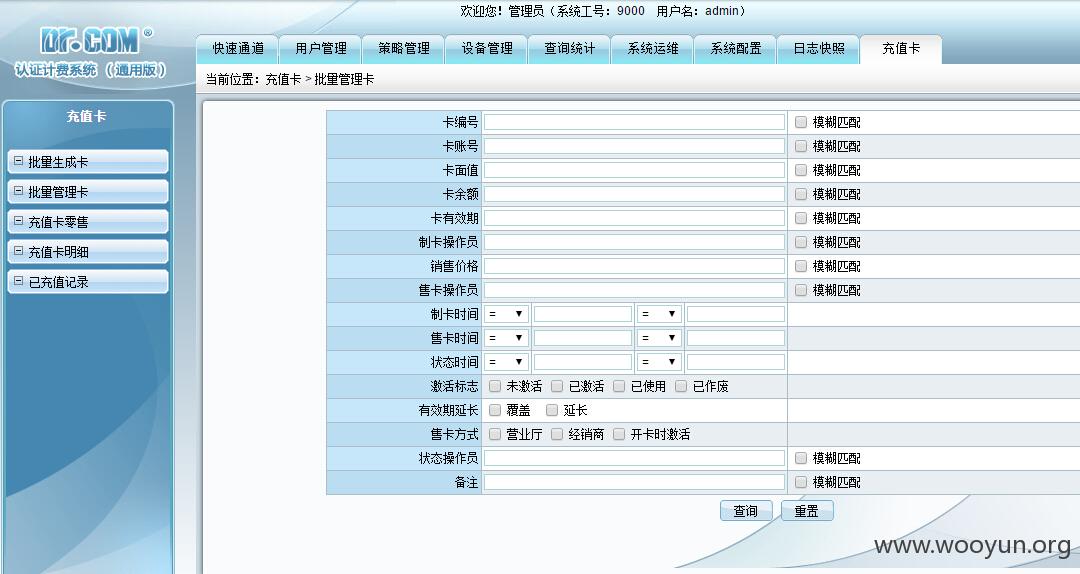 欢迎您！管理员（系统工号：9000 用户名：admin）
Dr.COM®
认证计费系统（通用版）
快速通道 用户管理 策略管理 设备管理 查询统计 系统运维 系统配置 日志快照 充值卡
当前位置：充值卡 > 批量管理卡
充值卡
批量生成卡
批量管理卡
充值卡零售
充值卡明细
已充值记录
卡编号 模糊匹配
卡账号 模糊匹配
卡面值 模糊匹配
卡余额 模糊匹配
卡有效期 模糊匹配
制卡操作员 模糊匹配
销售价格 模糊匹配
售卡操作员 模糊匹配
制卡时间 = =
售卡时间 = =
状态时间 = =
激活标志 未激活 已激活 已使用 已作废
有效期延长 覆盖 延长
售卡方式 营业厅 经销商 开卡时激活
状态操作员 模糊匹配
备注 模糊匹配
查询 重置
www.wooyun.org